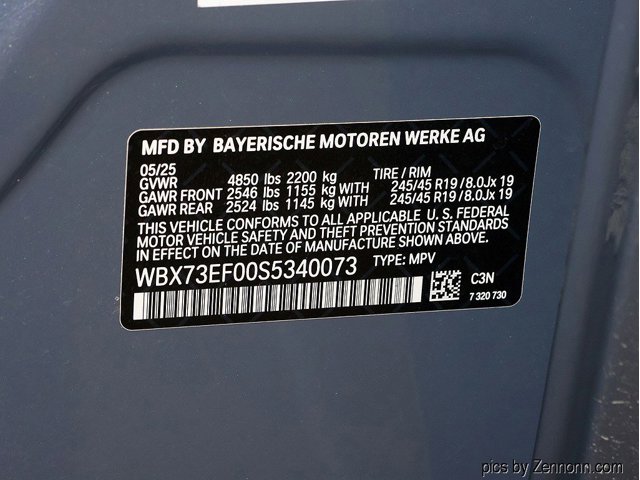 MFD BY BAYERISCHE MOTOREN WERKE AG
05/25
GVWR 4850 lbs 2200 kg TIRE / RIM
GAWR FRONT 2546 lbs 1155 kg WITH 245/45 R19 / 8.0Jx 19
GAWR REAR 2524 lbs 1145 kg WITH 245/45 R19 / 8.0Jx 19
THIS VEHICLE CONFORMS TO ALL APPLICABLE U. S. FEDERAL
MOTOR VEHICLE SAFETY AND THEFT PREVENTION STANDARDS
IN EFFECT ON THE DATE OF MANUFACTURE SHOWN ABOVE.
WBX73EF00S5340073 TYPE: MPV
C3N
7 320 730
pics by Zennonn.com